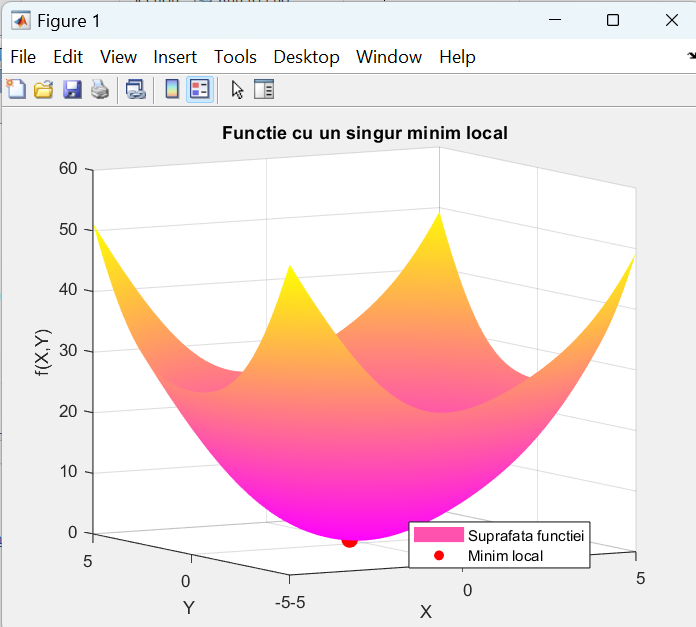 Figure 1
File Edit View Insert Tools Desktop Window Help
Functie cu un singur minim local
60
50
40
30
20
10
0
f(X,Y)
5
0
-5
Y
-5
0
5
X
Suprafata functiei
Minim local